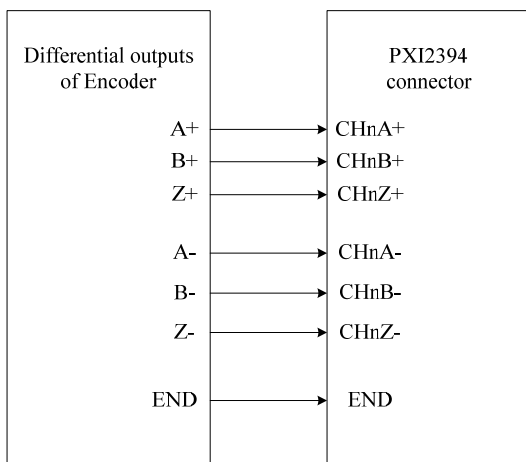 Differential outputs
of Encoder
PXI2394
connector
A+
CHnA+
B+
CHnB+
Z+
CHnZ+
A-
CHnA-
B-
CHnB-
Z-
CHnZ-
END
END